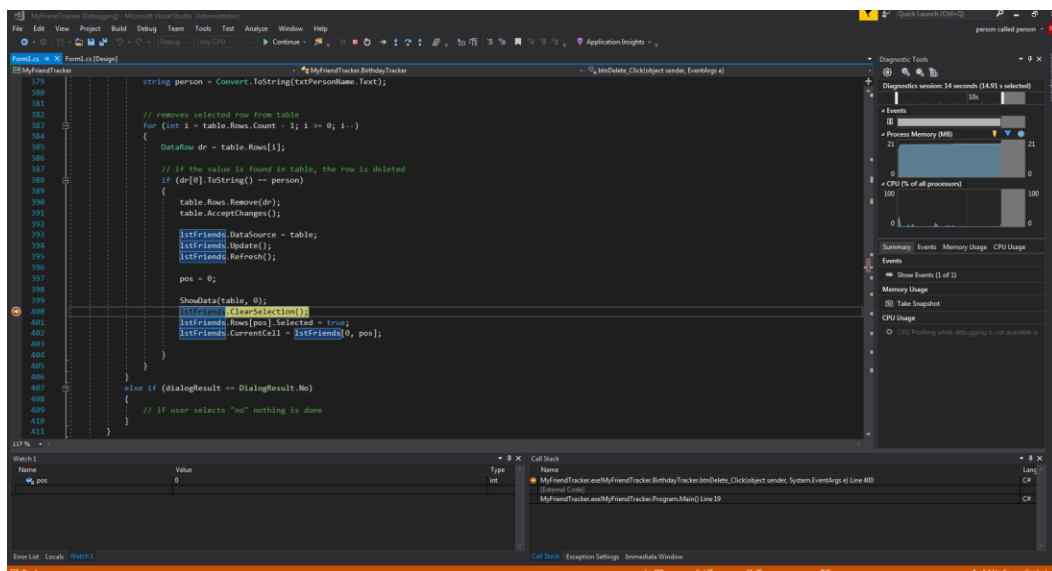 MyFriendTracker (Debugging) - Microsoft Visual Studio (Administrator)
Quick Launch (Ctrl+Q)
File Edit View Project Build Debug Team Tools Test Analyze Window Help
person called person
Debug Any CPU Continue Application Insights
Form1.cs Form1.cs [Design]
MyFriendTracker MyFriendTracker.BirthdayTracker btnDelete_Click(object sender, EventArgs e)
379 string person = Convert.ToString(txtPersonName.Text);
380
381
382 // removes selected row from table
383 for (int i = table.Rows.Count - 1; i >= 0; i--)
384 {
385 DataRow dr = table.Rows[i];
386
387 // if the value is found in table, the row is deleted
388 if (dr[0].ToString() == person)
389 {
390 table.Rows.Remove(dr);
391 table.AcceptChanges();
392
393 lstFriends.DataSource = table;
394 lstFriends.Update();
395 lstFriends.Refresh();
396
397 pos = 0;
398
399 ShowData(table, 0);
400 lstFriends.ClearSelection();
401 lstFriends.Rows[pos].Selected = true;
402 lstFriends.CurrentCell = lstFriends[0, pos];
403
404 }
405 }
406 }
407 else if (dialogResult == DialogResult.No)
408 {
409 // if user selects "no" nothing is done
410 }
411 }
117 %
Diagnostic Tools
Diagnostics session: 14 seconds (14.91 s selected)
10s
Events
Process Memory (MB)
21 21
0 0
CPU (% of all processors)
100 100
0 0
Summary Events Memory Usage CPU Usage
Events
Show Events (1 of 1)
Memory Usage
Take Snapshot
CPU Usage
CPU Profiling while debugging is not available o
Watch 1
Name Value Type
pos 0 int
Error List Locals Watch 1
Call Stack
Name Lang
MyFriendTracker.exe!MyFriendTracker.BirthdayTracker.btnDelete_Click(object sender, System.EventArgs e) Line 400 C#
[External Code]
MyFriendTracker.exe!MyFriendTracker.Program.Main() Line 19 C#
Call Stack Exception Settings Immediate Window